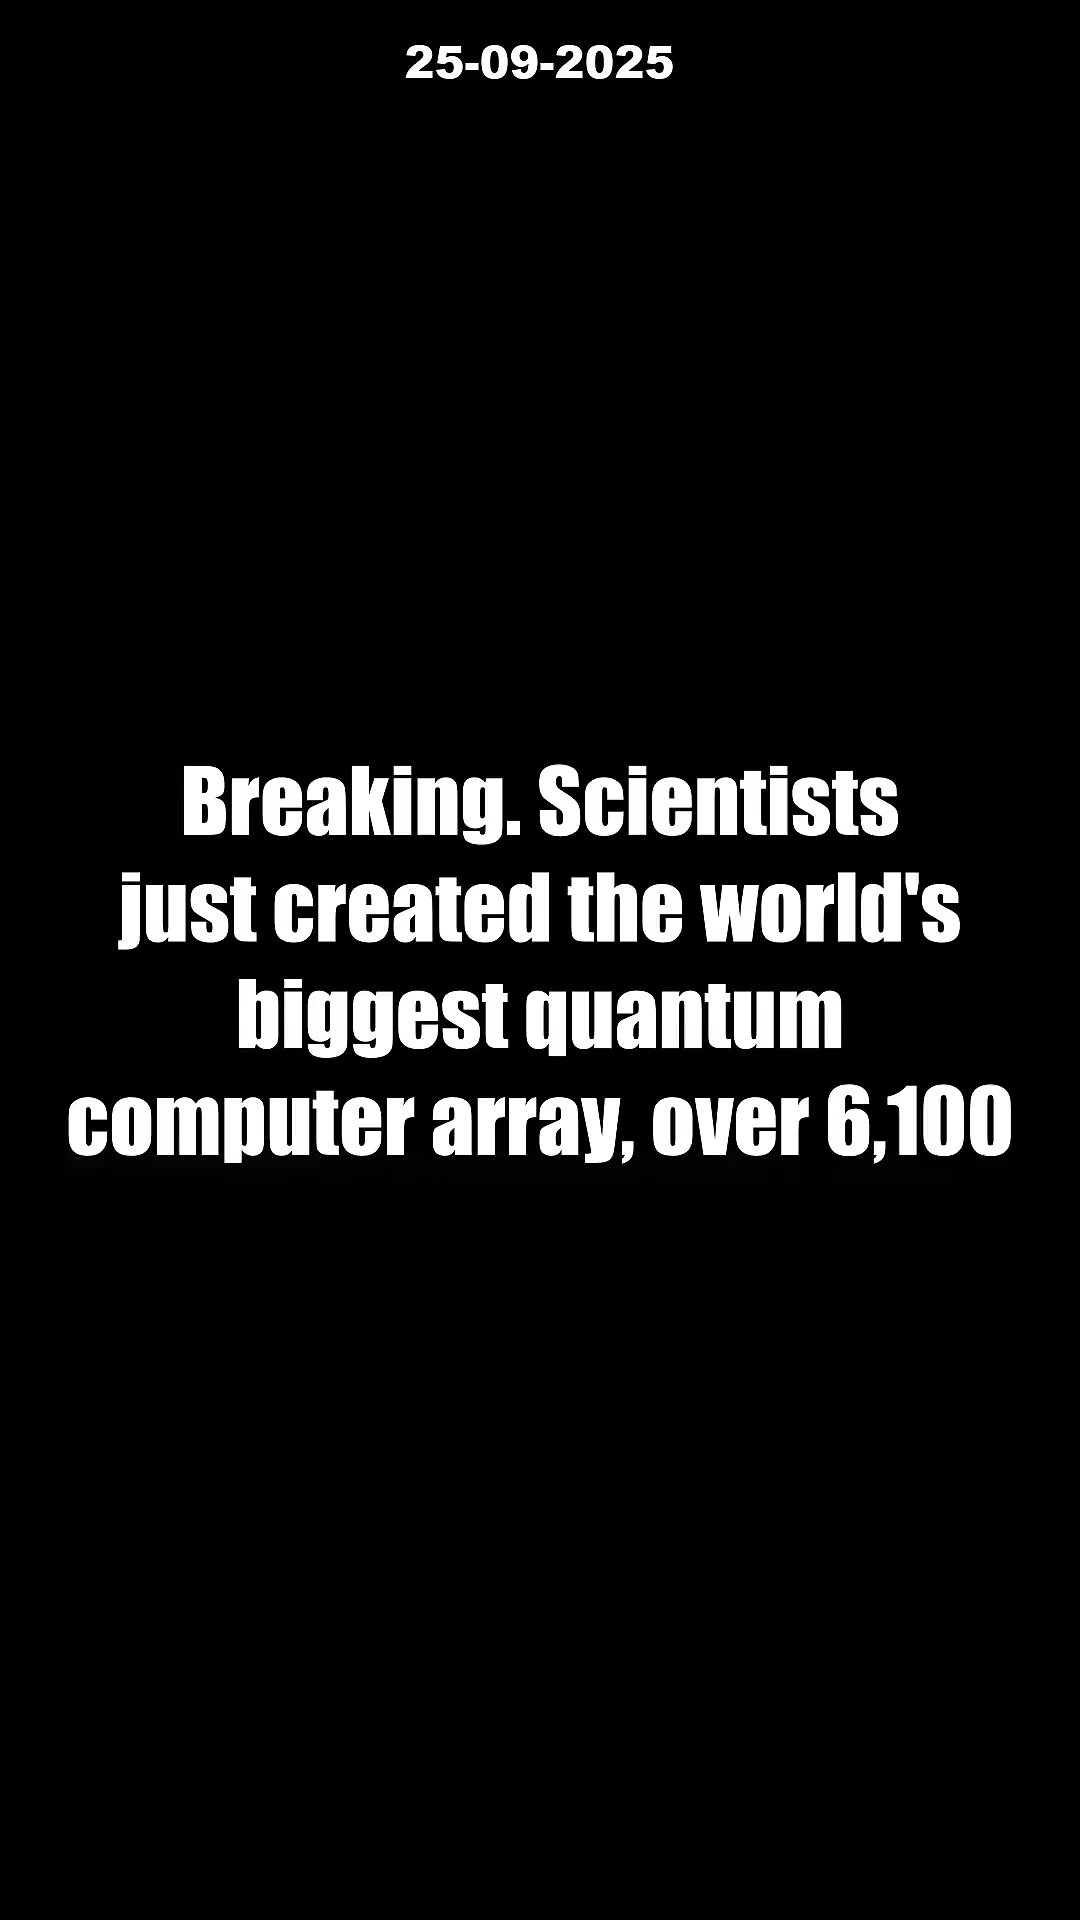 25-09-2025
Breaking. Scientists
just created the world's
biggest quantum
computer array, over 6,100